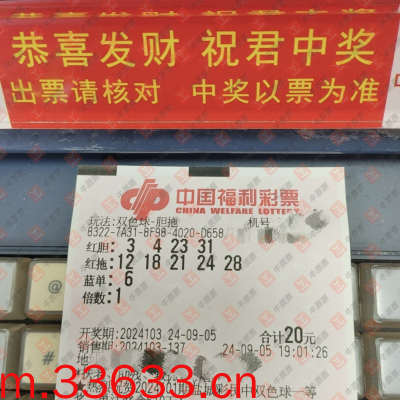 恭喜发财 祝君中奖
出票请核对 中奖以票为准
中国福利彩票
CHINA WELFARE LOTTERY
玩法:双色球-胆拖 机号
8322-7A31-8F98-4020-D658
红胆: 3 4 23 31
红拖:12 18 21 24 28
蓝单: 6
倍数:1
开奖期:2024103 24-09-05 合计20元
销售期:2024103-137 24-09-05 19:01:26
地
@
#
m.33633.cn